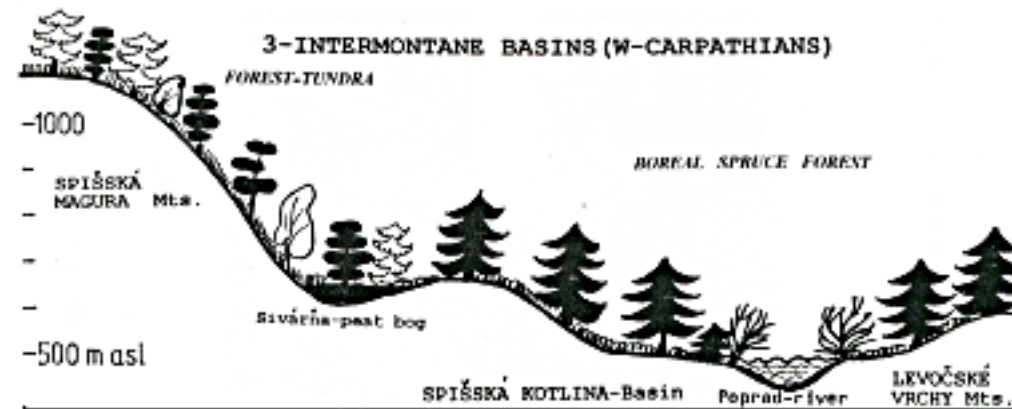 3-INTERMONTANE BASINS(W-CARPATHIANS)
FOREST-TUNDRA
-1000
BOREAL SPRUCE FOREST
SPIŠSKÁ
MAGURA Mts.
Sivárňa-peat bog
-500 m asl
SPIŠSKÁ KOTLINA-Basin
Poprad-river
LEVOČSKÉ
VRCHY Mts.